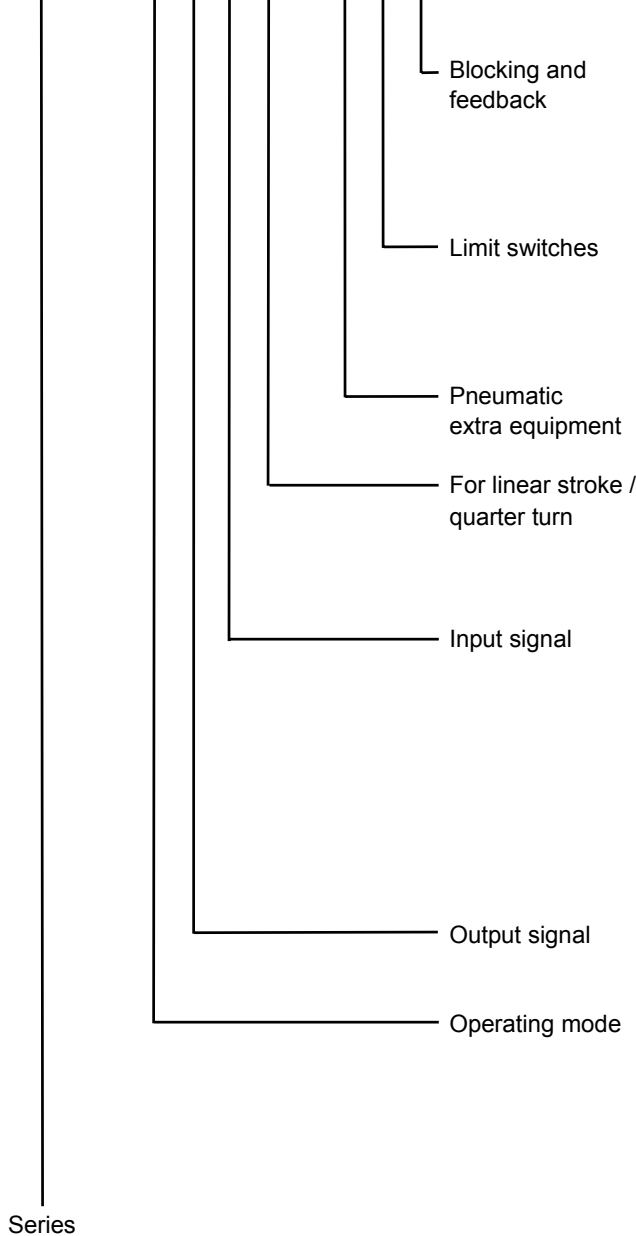 Blocking and
feedback
Limit switches
Pneumatic
extra equipment
For linear stroke /
quarter turn
Input signal
Output signal
Operating mode
Series